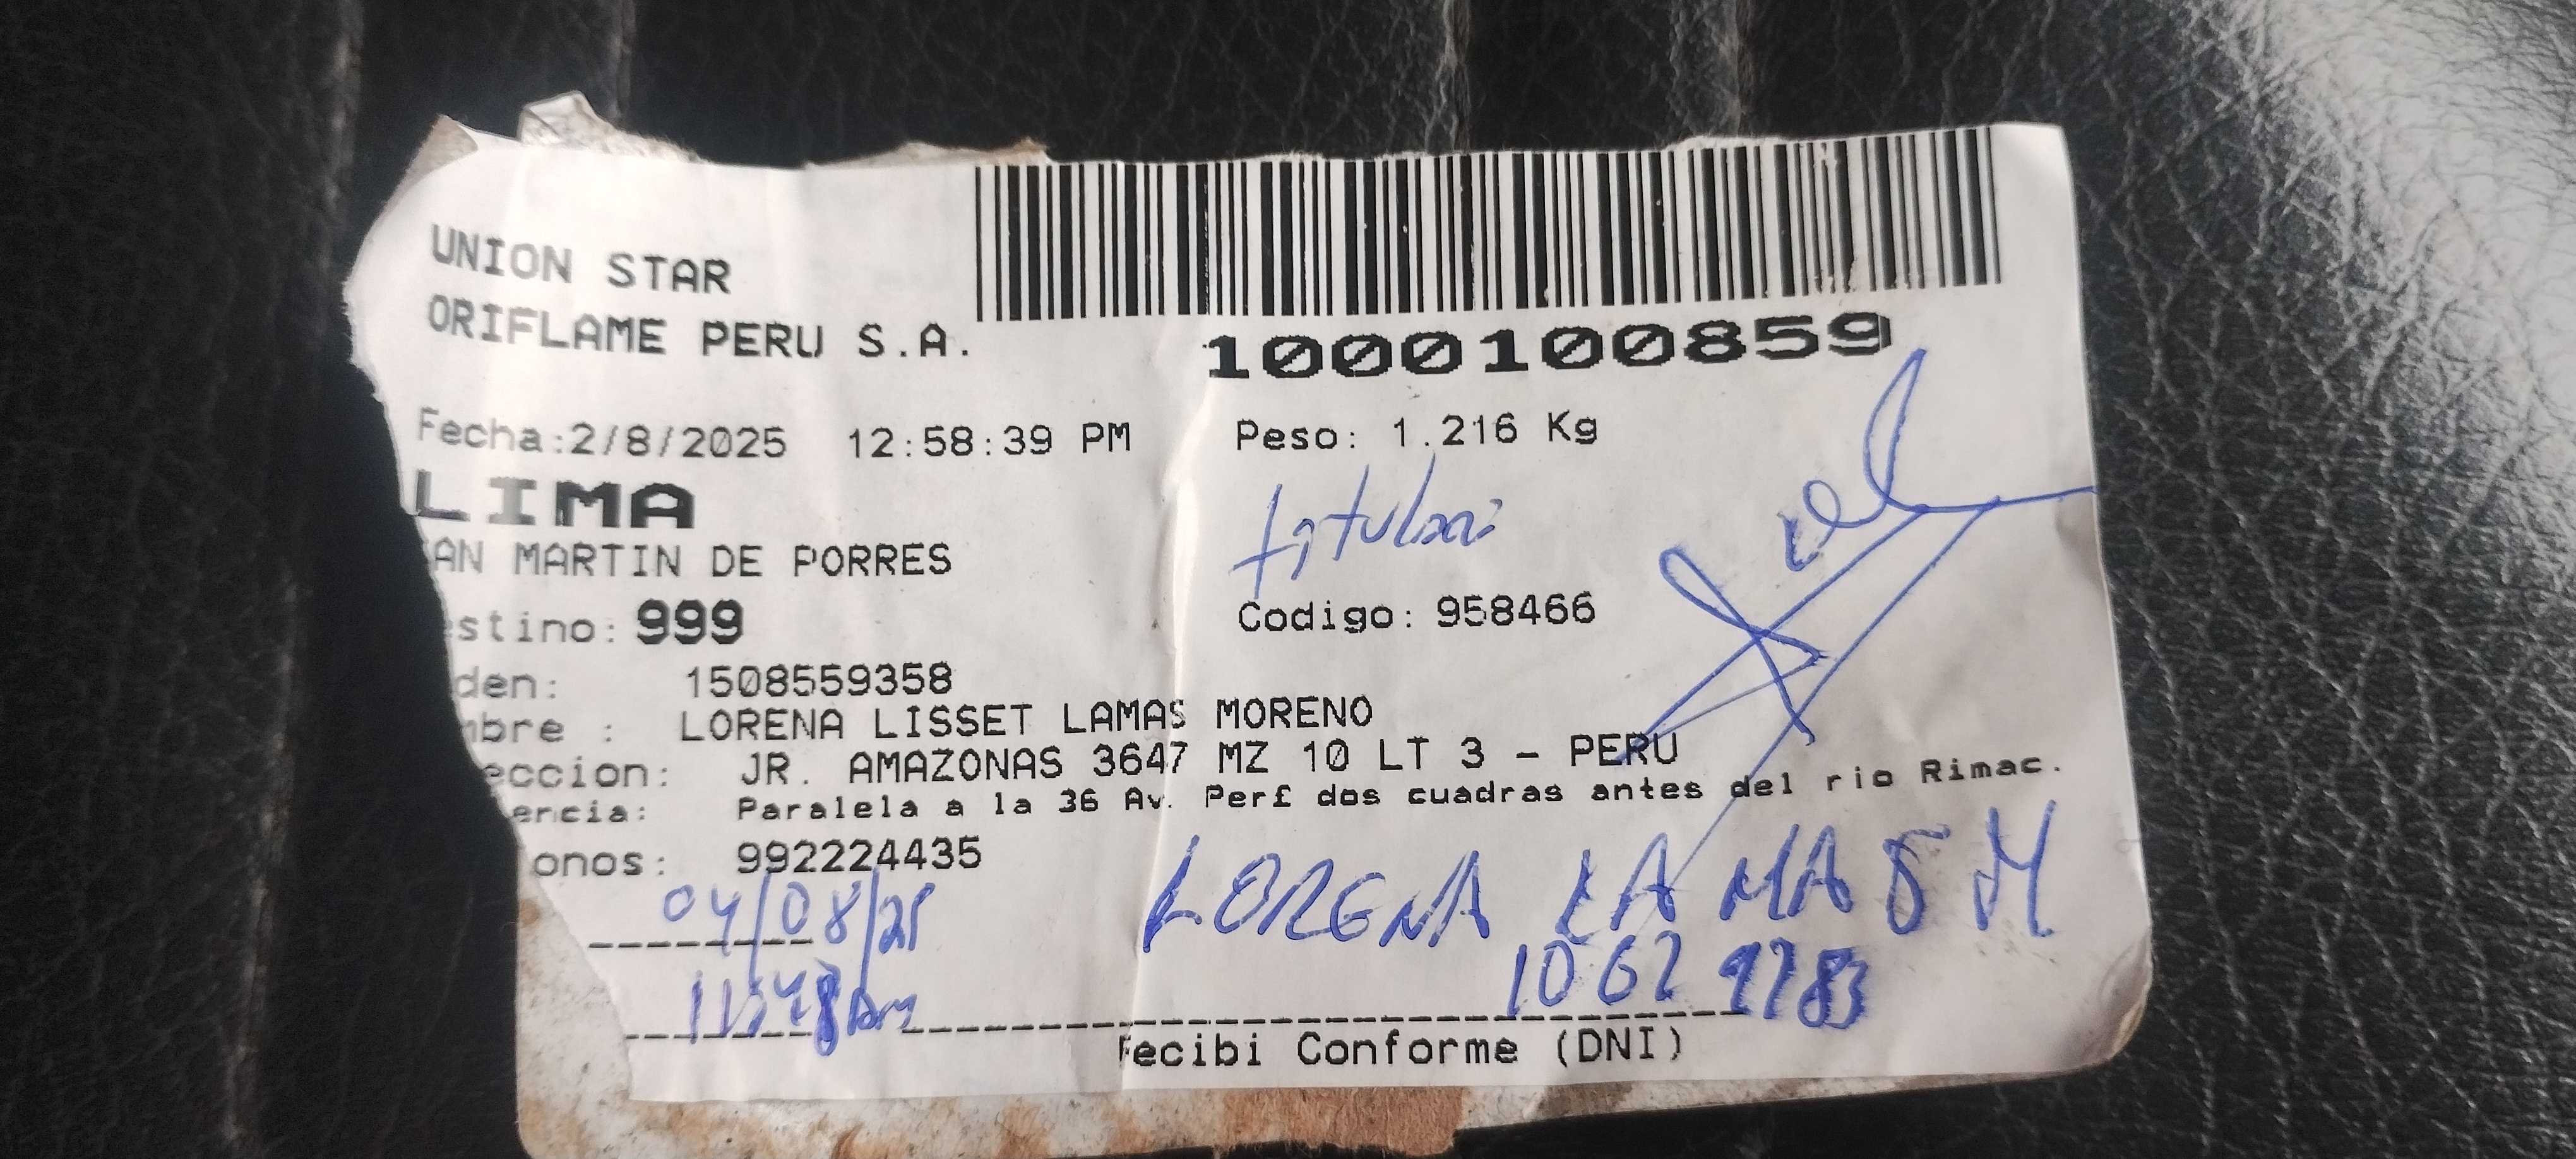 UNION STAR
ORIFLAME PERU S.A.
1000100859
Fecha:2/8/2025 12:58:39 PM Peso: 1.216 Kg
LIMA
AN MARTIN DE PORRES
estino: 999 Codigo: 958466
den: 1508559358
mbre : LORENA LISSET LAMAS MORENO
eccion: JR. AMAZONAS 3647 MZ 10 LT 3 - PERU
encia: Paralela a la 36 Av. Per£ dos cuadras antes del rio Rimac.
onos: 992224435
04/08/25 LORENA LAMAS M
ecibi Conforme (DNI)